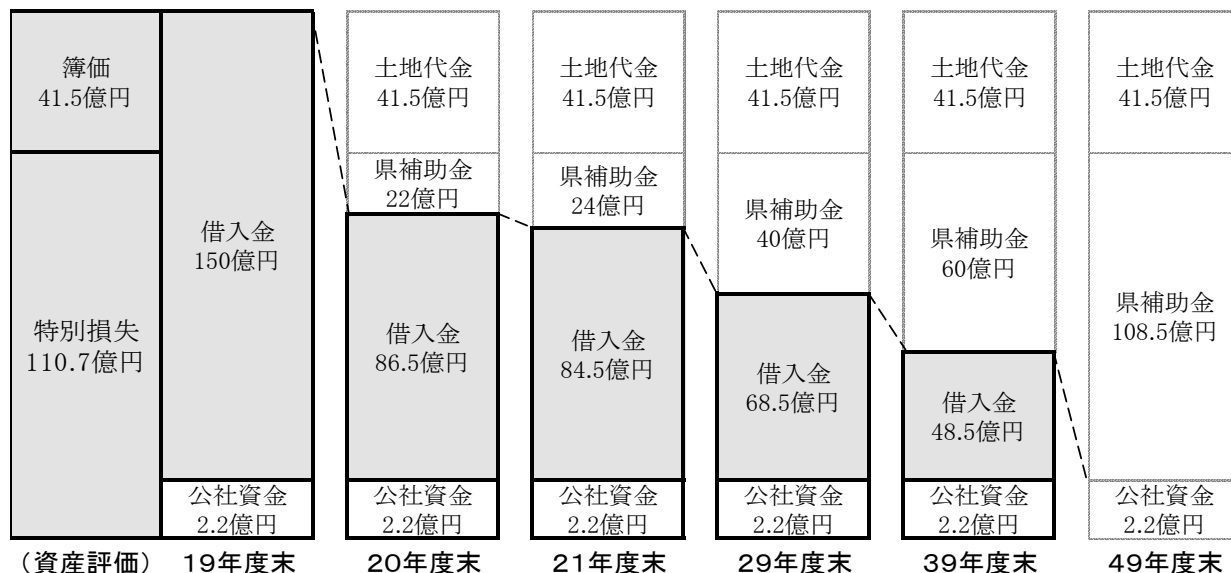 簿価
41.5億円
特別損失
110.7億円
(資産評価)
借入金
150億円
公社資金
2.2億円
19年度末
土地代金
41.5億円
県補助金
22億円
借入金
86.5億円
公社資金
2.2億円
20年度末
土地代金
41.5億円
県補助金
24億円
借入金
84.5億円
公社資金
2.2億円
21年度末
土地代金
41.5億円
県補助金
40億円
借入金
68.5億円
公社資金
2.2億円
29年度末
土地代金
41.5億円
県補助金
60億円
借入金
48.5億円
公社資金
2.2億円
39年度末
土地代金
41.5億円
県補助金
108.5億円
公社資金
2.2億円
49年度末